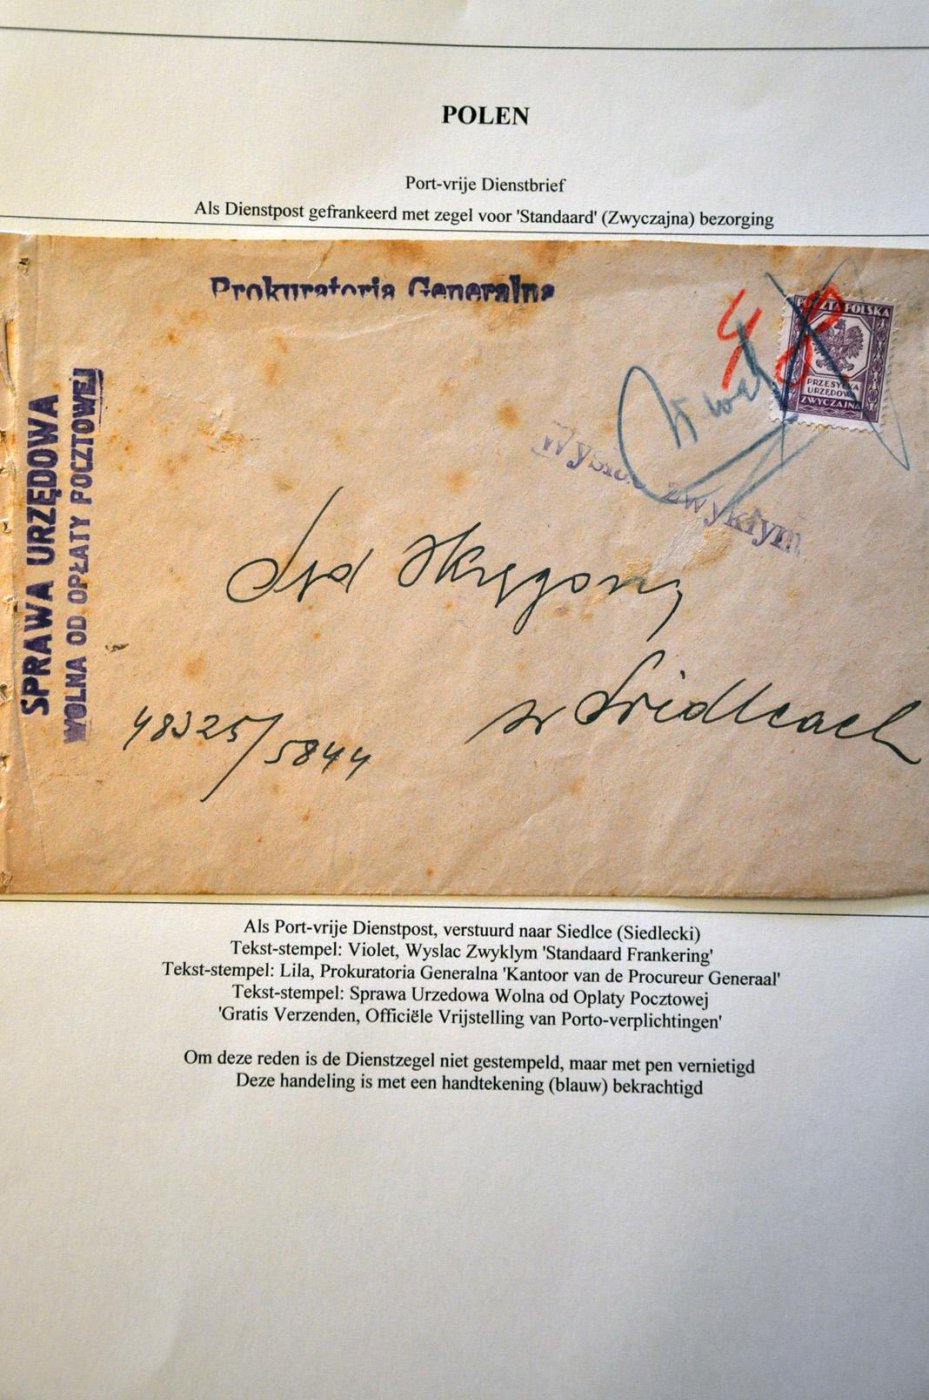 POLEN
Port-vrije Dienstbrief
Als Dienstpost gefrankeerd met zegel voor 'Standaard' (Zwyczajna) bezorging
Prokuratoria Generalna
48
POCZTA POLSKA
PRZESYŁKA
URZĘDOWA
ZWYCZAJNA
Wysłać zwykłym
SPRAWA URZĘDOWA
WOLNA OD OPŁATY POCZTOWEJ
Sąd Okręgowy
w Siedlcach
48325/5844
Als Port-vrije Dienstpost, verstuurd naar Siedlce (Siedlecki)
Tekst-stempel: Violet, Wyslac Zwyklym 'Standaard Frankering'
Tekst-stempel: Lila, Prokuratoria Generalna 'Kantoor van de Procureur Generaal'
Tekst-stempel: Sprawa Urzedowa Wolna od Oplaty Pocztowej
'Gratis Verzenden, Officiële Vrijstelling van Porto-verplichtingen'
Om deze reden is de Dienstzegel niet gestempeld, maar met pen vernietigd
Deze handeling is met een handtekening (blauw) bekrachtigd